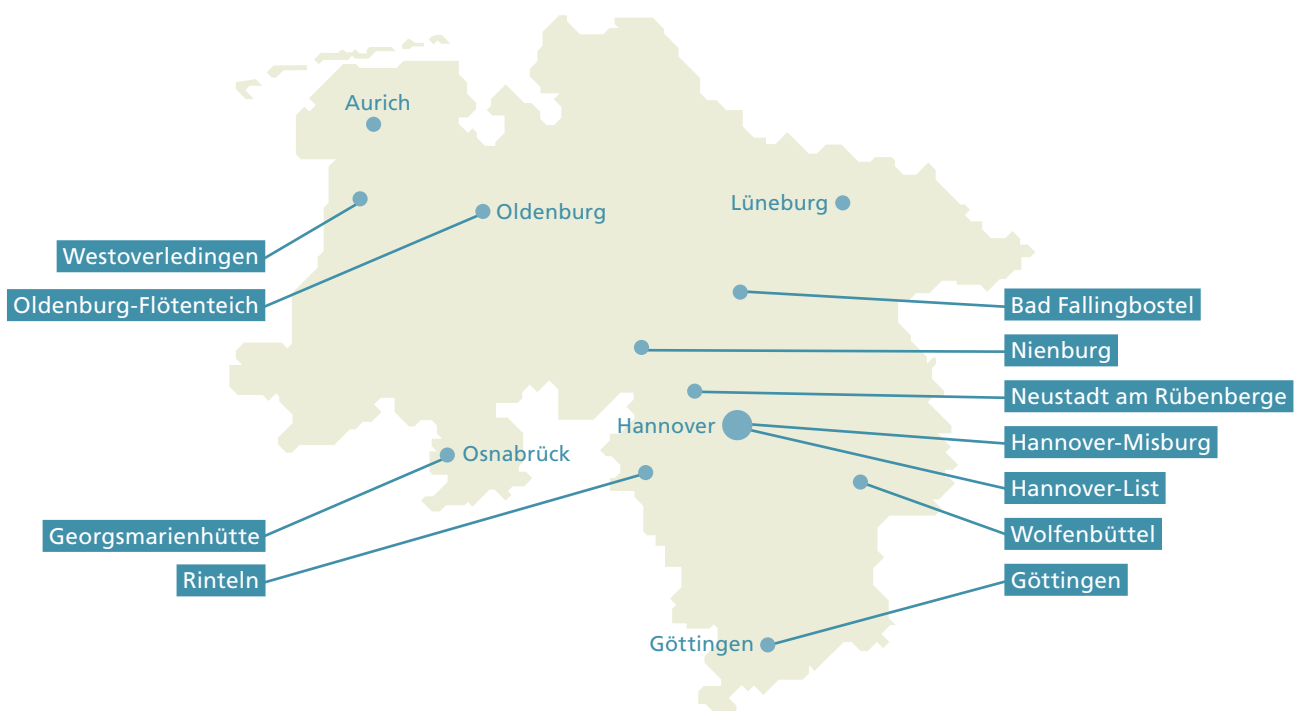 Aurich
Oldenburg
Lüneburg
Westoverledingen
Oldenburg-Flötenteich
Bad Fallingbostel
Nienburg
Neustadt am Rübenberge
Hannover
Hannover-Misburg
Osnabrück
Hannover-List
Georgsmarienhütte
Wolfenbüttel
Rinteln
Göttingen
Göttingen